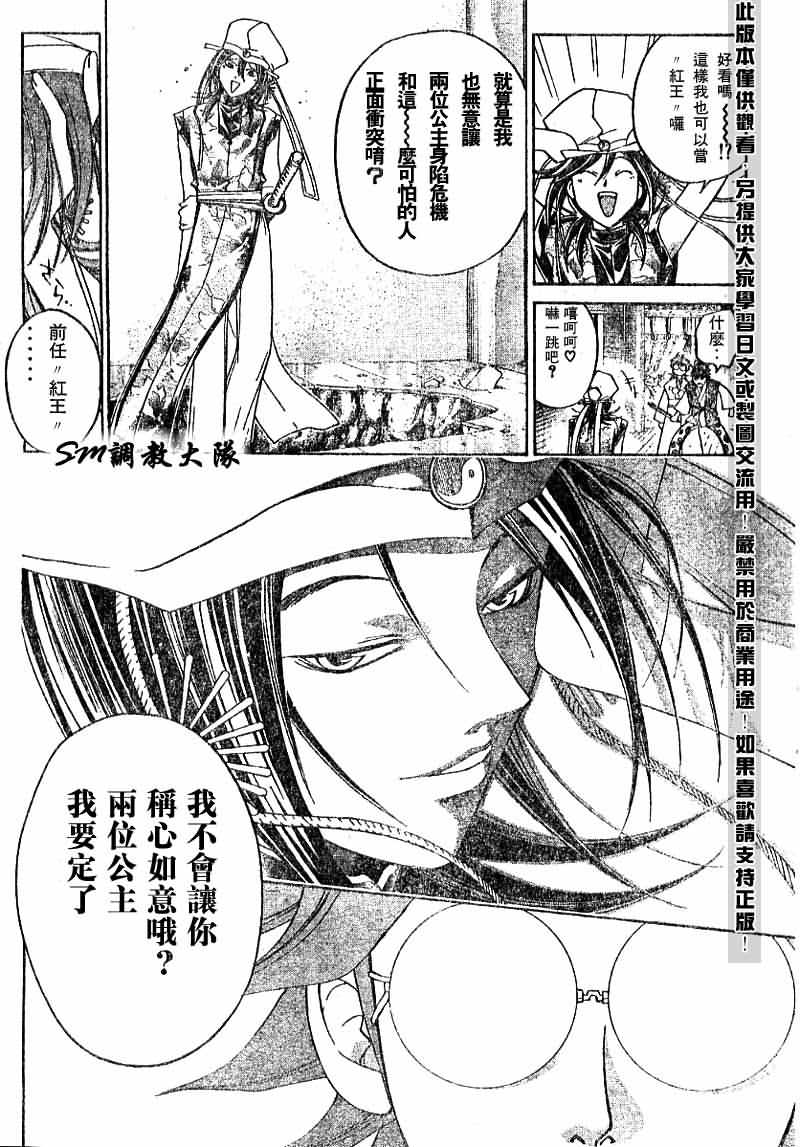 好看嗎~~!!
這樣我也可以當
〃紅王〃囉
什麼‥
嘻呵呵♡
嚇一跳吧?
就算是我
也無意讓
兩位公主身陷危機
和這~~麼可怕的人
正面衝突唷?
前任〃紅王〃
‥‥‥
SM調教大隊
我不會讓你
稱心如意哦?
兩位公主
我要定了
此版本僅供觀看!另提供大家學習日文或製圖交流用!嚴禁用於商業用途!如果喜歡請支持正版!